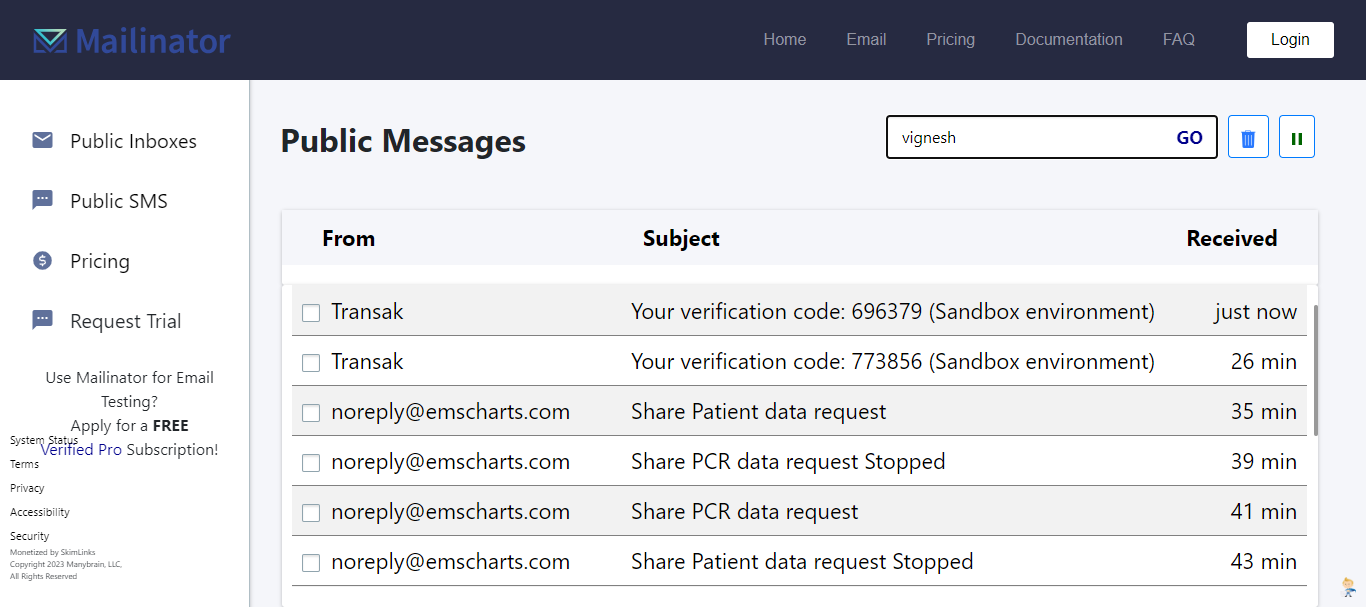 Mailinator
Home Email Pricing Documentation FAQ Login
Public Inboxes
Public SMS
Pricing
Request Trial
Use Mailinator for Email
Testing?
Apply for a FREE
Verified Pro Subscription!
System Status
Terms
Privacy
Accessibility
Security
Monetized by SkimLinks
Copyright 2023 Manybrain, LLC,
All Rights Reserved
Public Messages
vignesh GO
From Subject Received
Transak Your verification code: 696379 (Sandbox environment) just now
Transak Your verification code: 773856 (Sandbox environment) 26 min
noreply@emscharts.com Share Patient data request 35 min
noreply@emscharts.com Share PCR data request Stopped 39 min
noreply@emscharts.com Share PCR data request 41 min
noreply@emscharts.com Share Patient data request Stopped 43 min